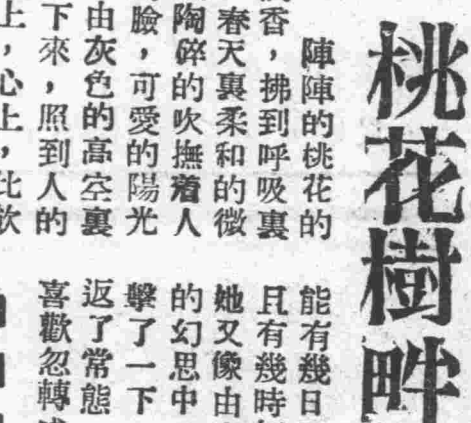 桃花樹畔
陣陣的桃花的
香，拂到呼吸裏
春天裏柔和的微
陶碎的吹撫着人
臉，可愛的陽光
由灰色的高空裏
下來，照到人的
上，心上，比飲
能有幾日
且有幾時
她又像由
的幻思中
擊了一下
返了常態
喜歡忽轉